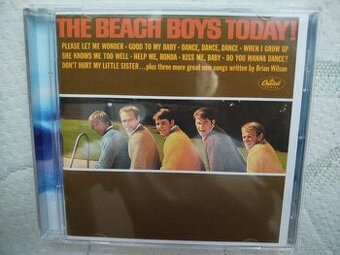 THE BEACH BOYS TODAY!
PLEASE LET ME WONDER · GOOD TO MY BABY · DANCE, DANCE, DANCE · WHEN I GROW UP
SHE KNOWS ME TOO WELL · HELP ME, RONDA · KISS ME, BABY · DO YOU WANNA DANCE?
DON'T HURT MY LITTLE SISTER ...plus three more great new songs written by Brian Wilson
Capitol